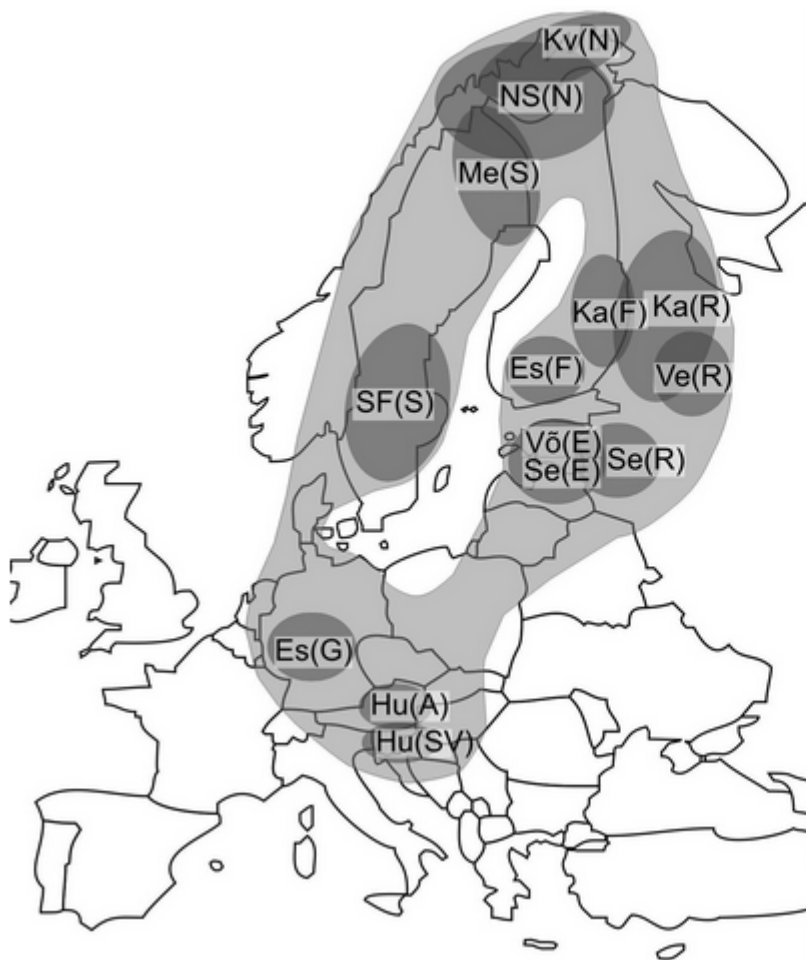 Kv(N)
NS(N)
Me(S)
Ka(F)
Ka(R)
Es(F)
Ve(R)
SF(S)
Võ(E)
Se(E)
Se(R)
Es(G)
Hu(A)
Hu(SV)